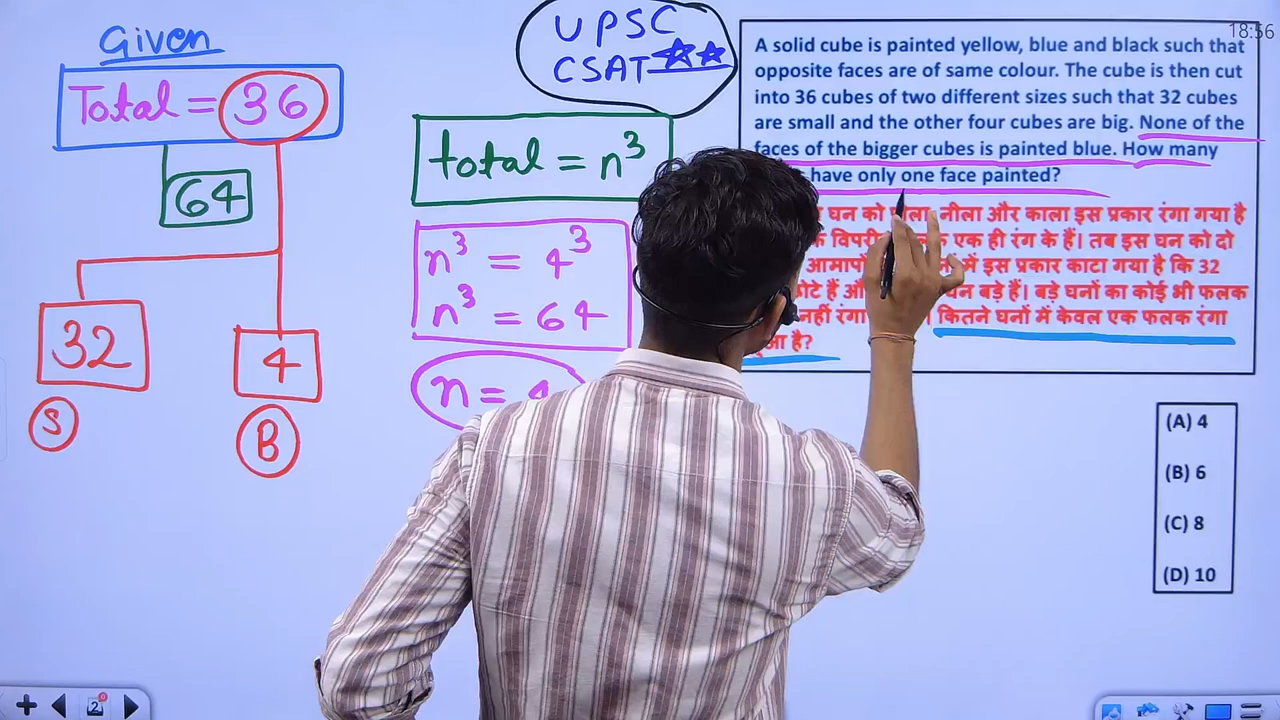 Given
Total = 36
64
32
4
S
B
UPSC
CSAT
total = n³
n³ = 4³
n³ = 64
n =
18:56
A solid cube is painted yellow, blue and black such that
opposite faces are of same colour. The cube is then cut
into 36 cubes of two different sizes such that 32 cubes
are small and the other four cubes are big. None of the
faces of the bigger cubes is painted blue. How many
have only one face painted?
घन को नीला और काला इस प्रकार रंगा गया है
एक ही रंग के हैं। तब इस घन को दो
में इस प्रकार काटा गया है कि 32
बड़े हैं। बड़े घनों का कोई भी फलक
नहीं रंगा कितने घनों में केवल एक फलक रंगा
है?
(A) 4
(B) 6
(C) 8
(D) 10
2